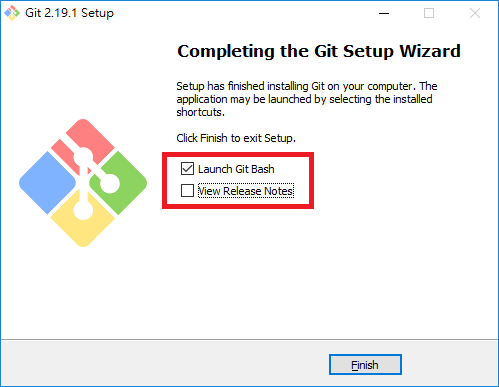 Git 2.19.1 Setup
Completing the Git Setup Wizard
Setup has finished installing Git on your computer. The
application may be launched by selecting the installed
shortcuts.
Click Finish to exit Setup.
Launch Git Bash
View Release Notes
Finish